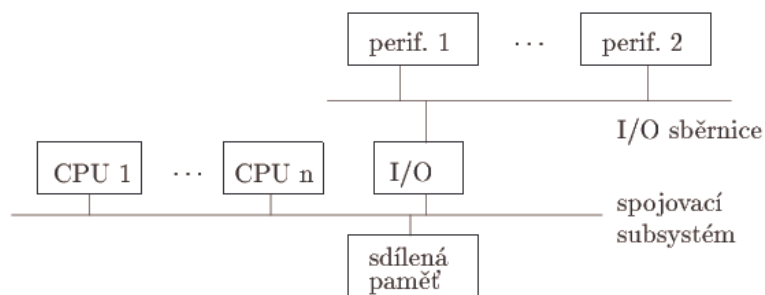 perif. 1 ... perif. 2
I/O sběrnice
CPU 1 ... CPU n I/O
spojovací
subsystém
sdílená
paměť